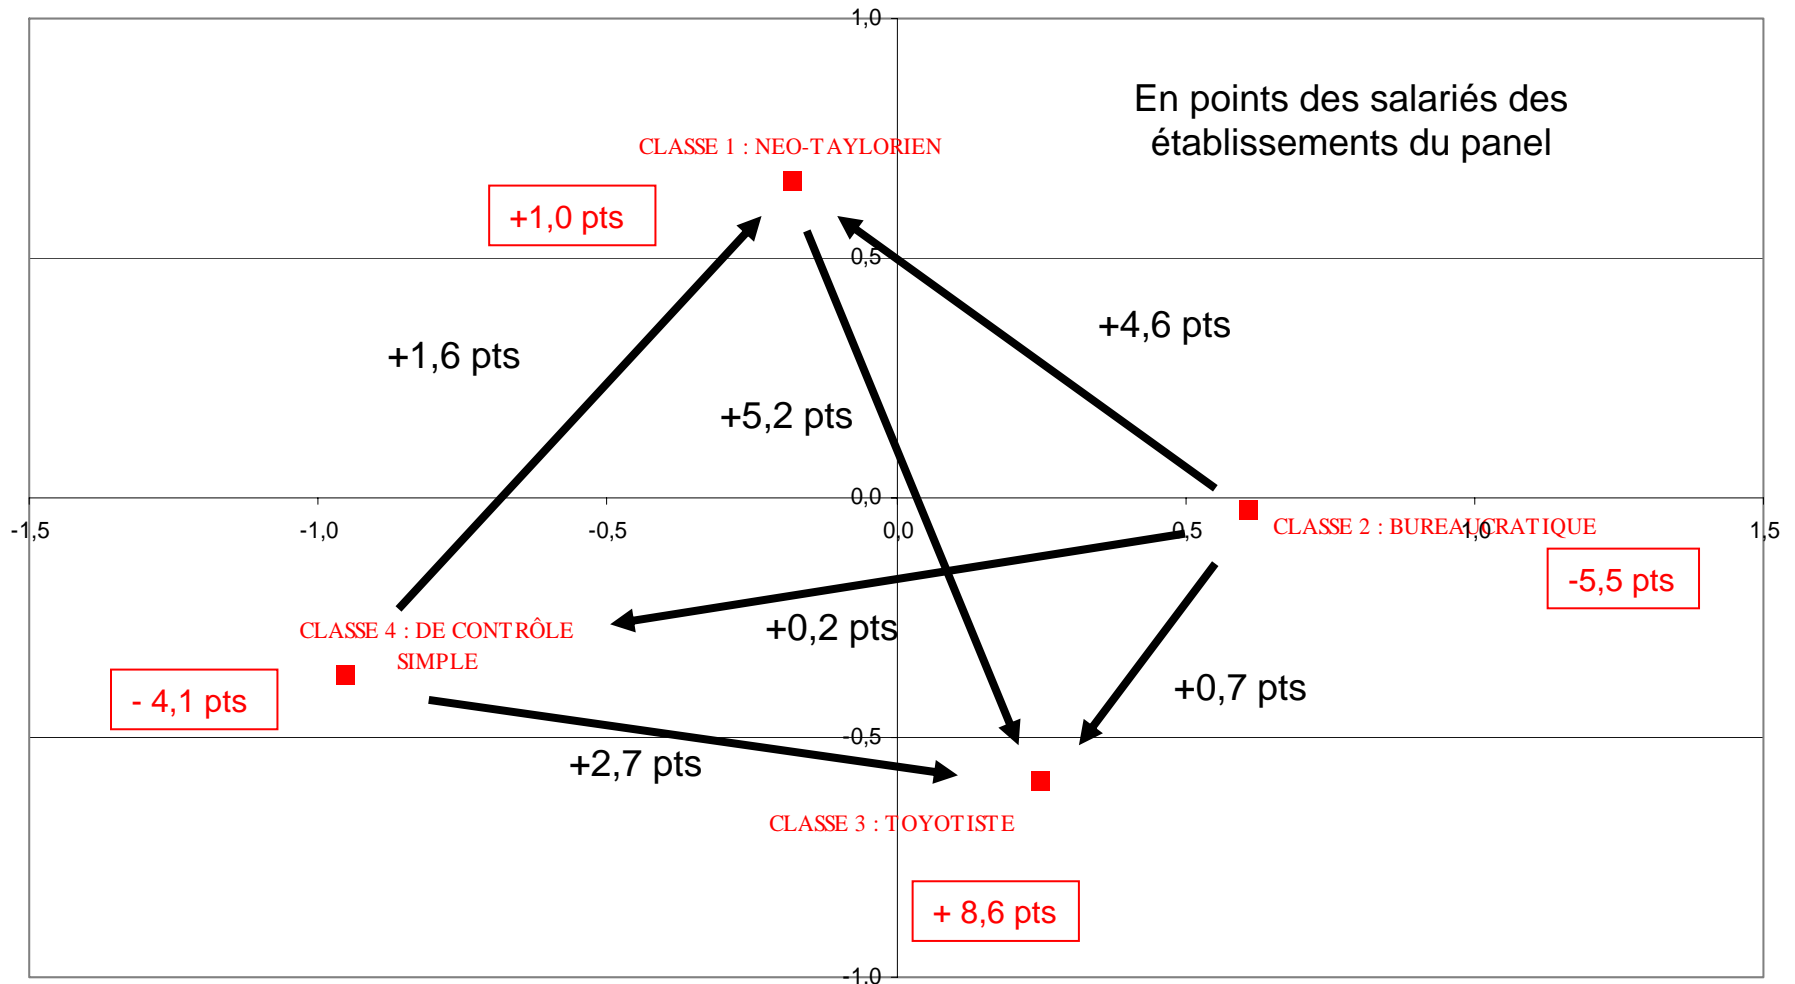 1,0
En points des salariés des
établissements du panel
CLASSE 1 : NEO-TAYLORIEN
+1,0 pts
0,5
+4,6 pts
+1,6 pts
+5,2 pts
0,0
-1,5
-1,0
-0,5
0,0
0,5
1,0
1,5
CLASSE 2 : BUREAUCRATIQUE
-5,5 pts
CLASSE 4 : DE CONTRÔLE
SIMPLE
+0,2 pts
- 4,1 pts
+0,7 pts
-0,5
+2,7 pts
CLASSE 3 : TOYOTISTE
+ 8,6 pts
-1,0